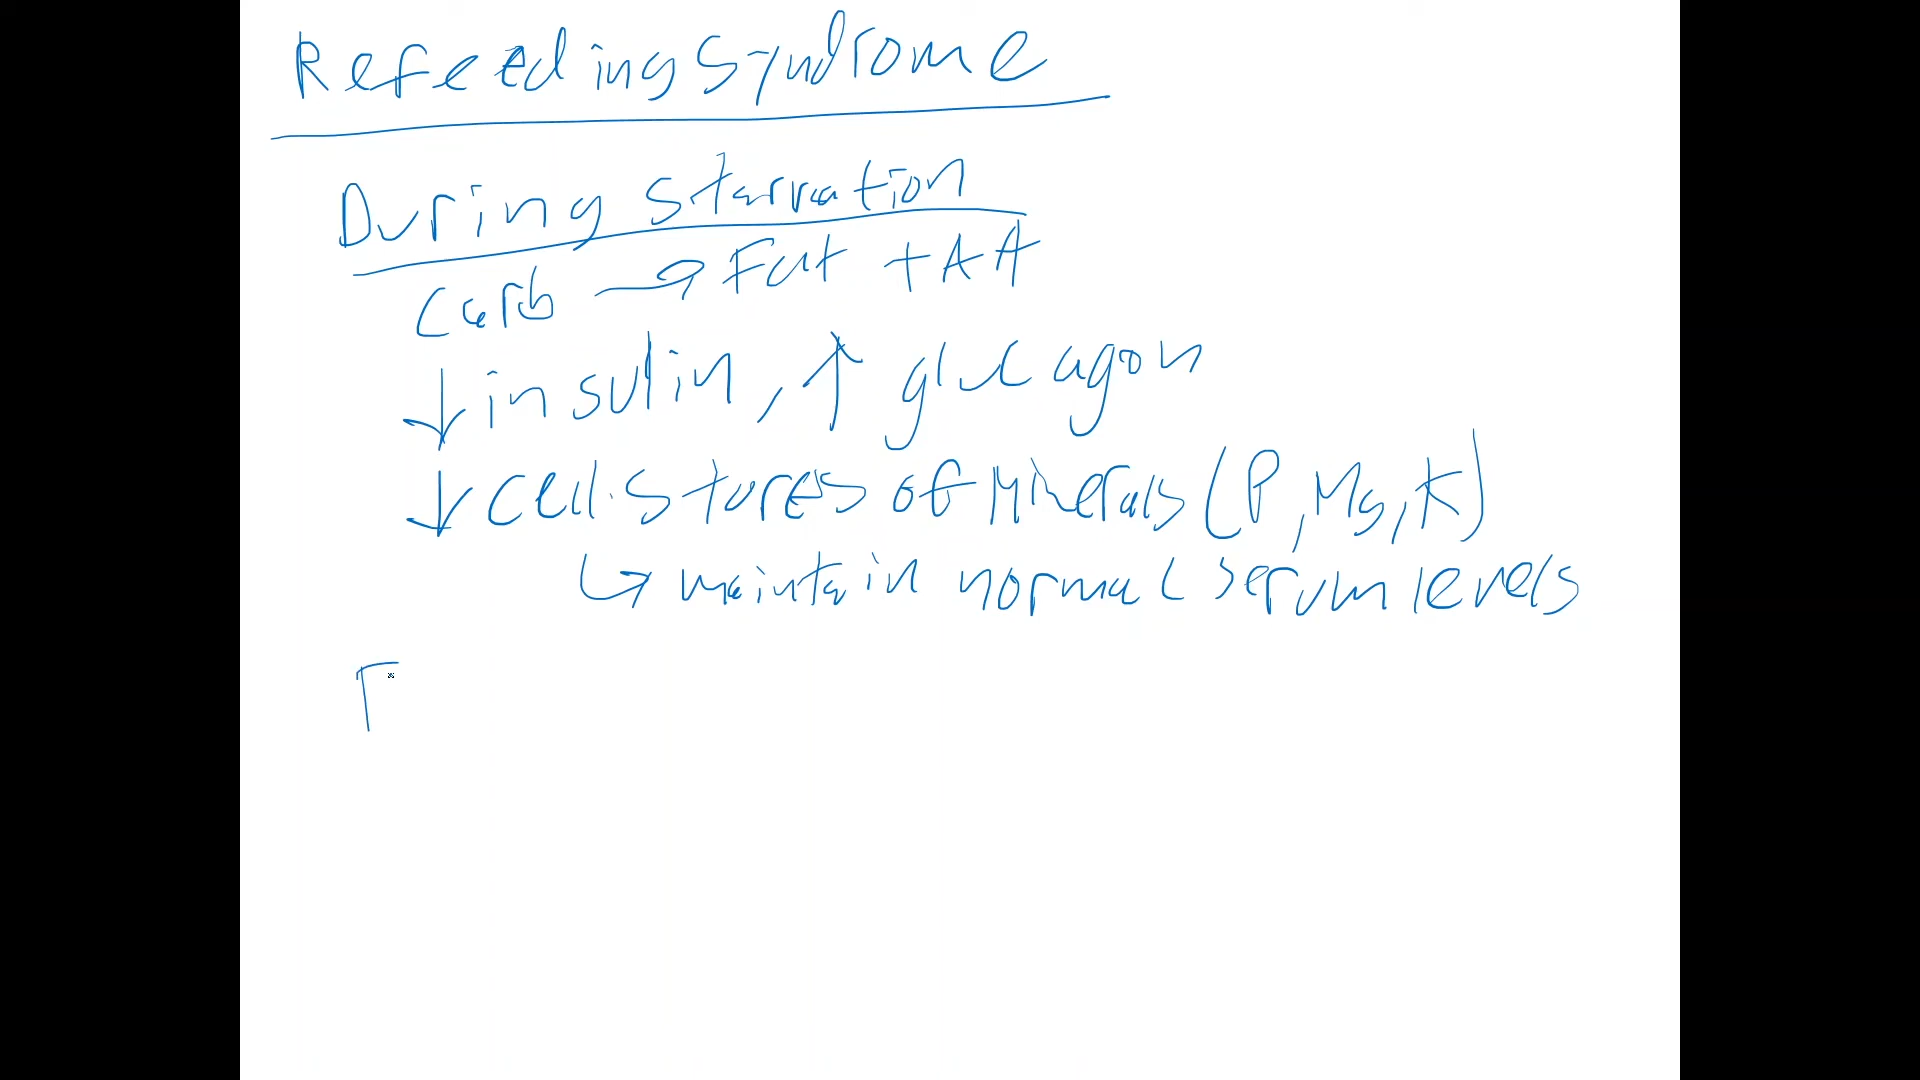 Refeeding Syndrome
During starvation
Carb → Fat + AA
↓ insulin, ↑ glucagon
↓ cell stores of Minerals (P, Mg, K)
↳ maintain normal serum levels